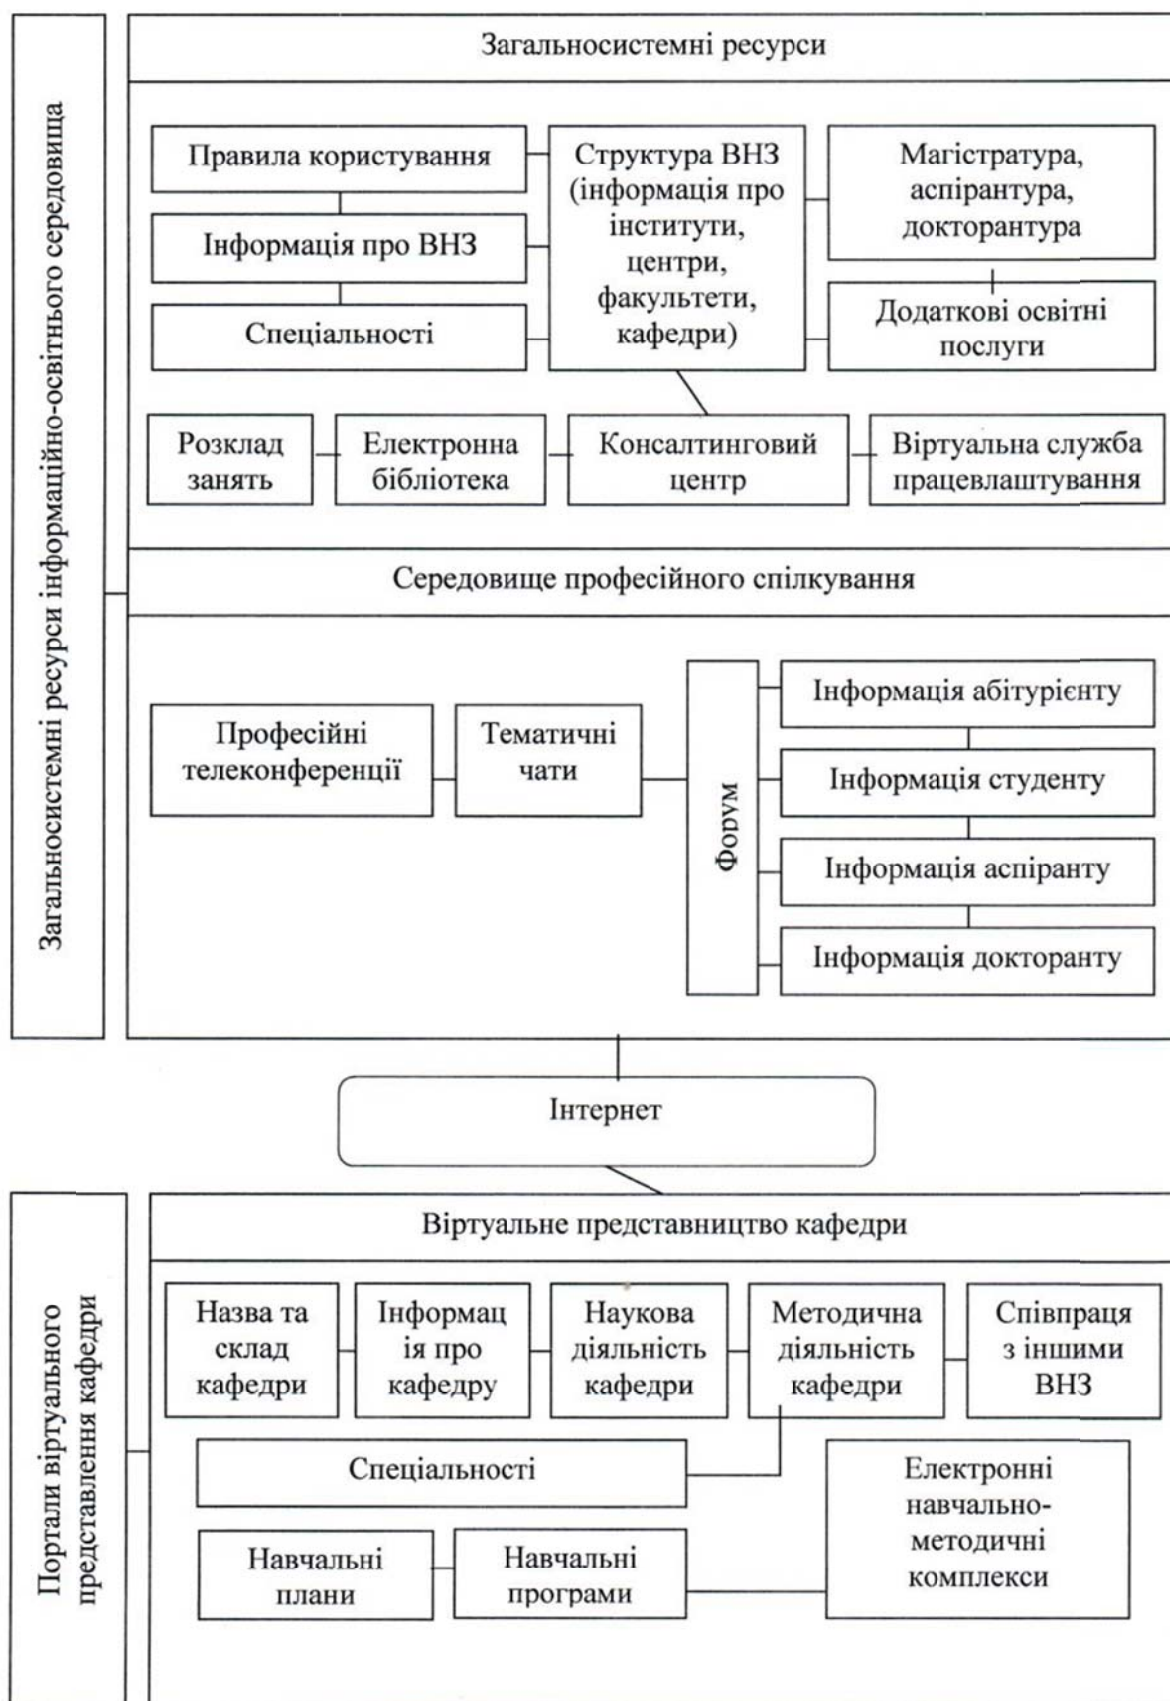 Загальносистемні ресурси інформаційно-освітнього середовища
Загальносистемні ресурси
Правила користування
Інформація про ВНЗ
Спеціальності
Структура ВНЗ
(інформація про
інститути,
центри,
факультети,
кафедри)
Магістратура,
аспірантура,
докторантура
Додаткові освітні
послуги
Розклад
занять
Електронна
бібліотека
Консалтинговий
центр
Віртуальна служба
працевлаштування
Середовище професійного спілкування
Професійні
телеконференції
Тематичні
чати
Форум
Інформація абітурієнту
Інформація студенту
Інформація аспіранту
Інформація докторанту
Інтернет
Портали віртуального
представлення кафедри
Віртуальне представництво кафедри
Назва та
склад
кафедри
Інформац
ія про
кафедру
Наукова
діяльність
кафедри
Методична
діяльність
кафедри
Співпраця
з іншими
ВНЗ
Спеціальності
Електронні
навчально-
методичні
комплекси
Навчальні
плани
Навчальні
програми